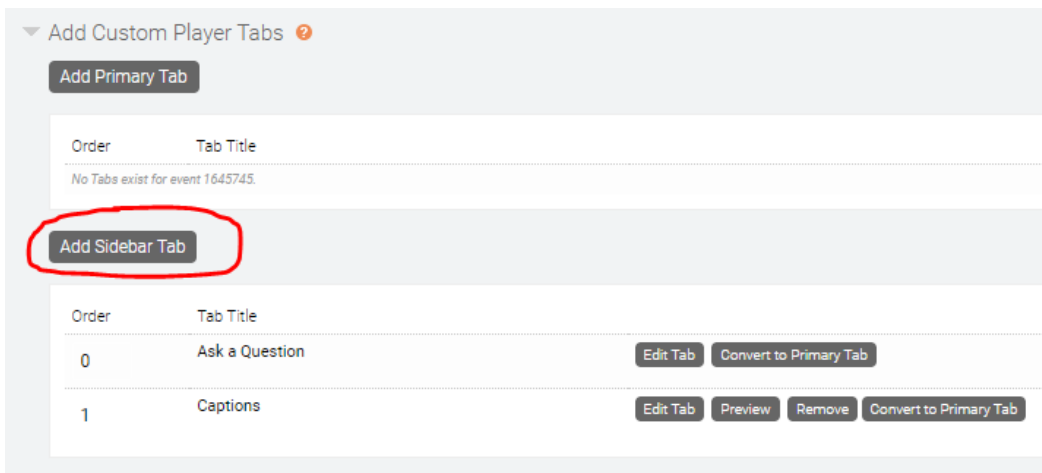 Add Custom Player Tabs ?
Add Primary Tab
Order Tab Title
No Tabs exist for event 1645745.
Add Sidebar Tab
Order Tab Title
0 Ask a Question Edit Tab Convert to Primary Tab
1 Captions Edit Tab Preview Remove Convert to Primary Tab